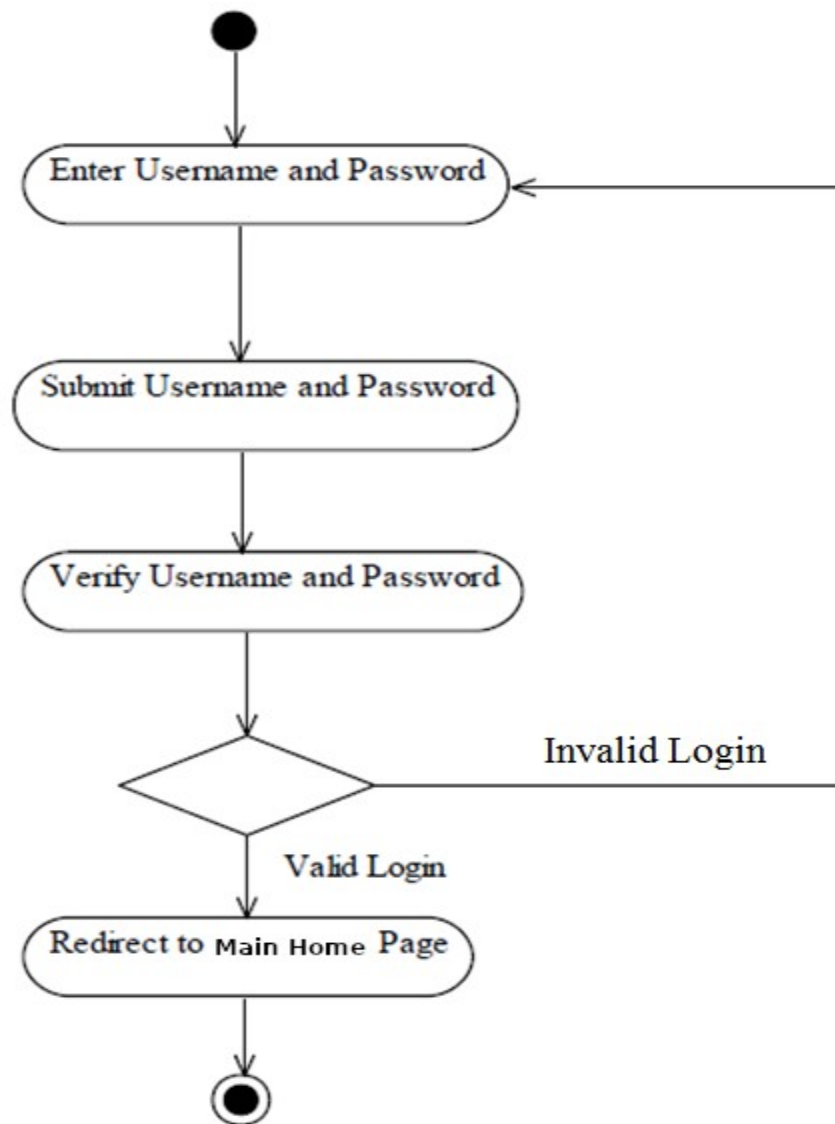 Enter Username and Password
Submit Username and Password
Verify Username and Password
Invalid Login
Valid Login
Redirect to Main Home Page